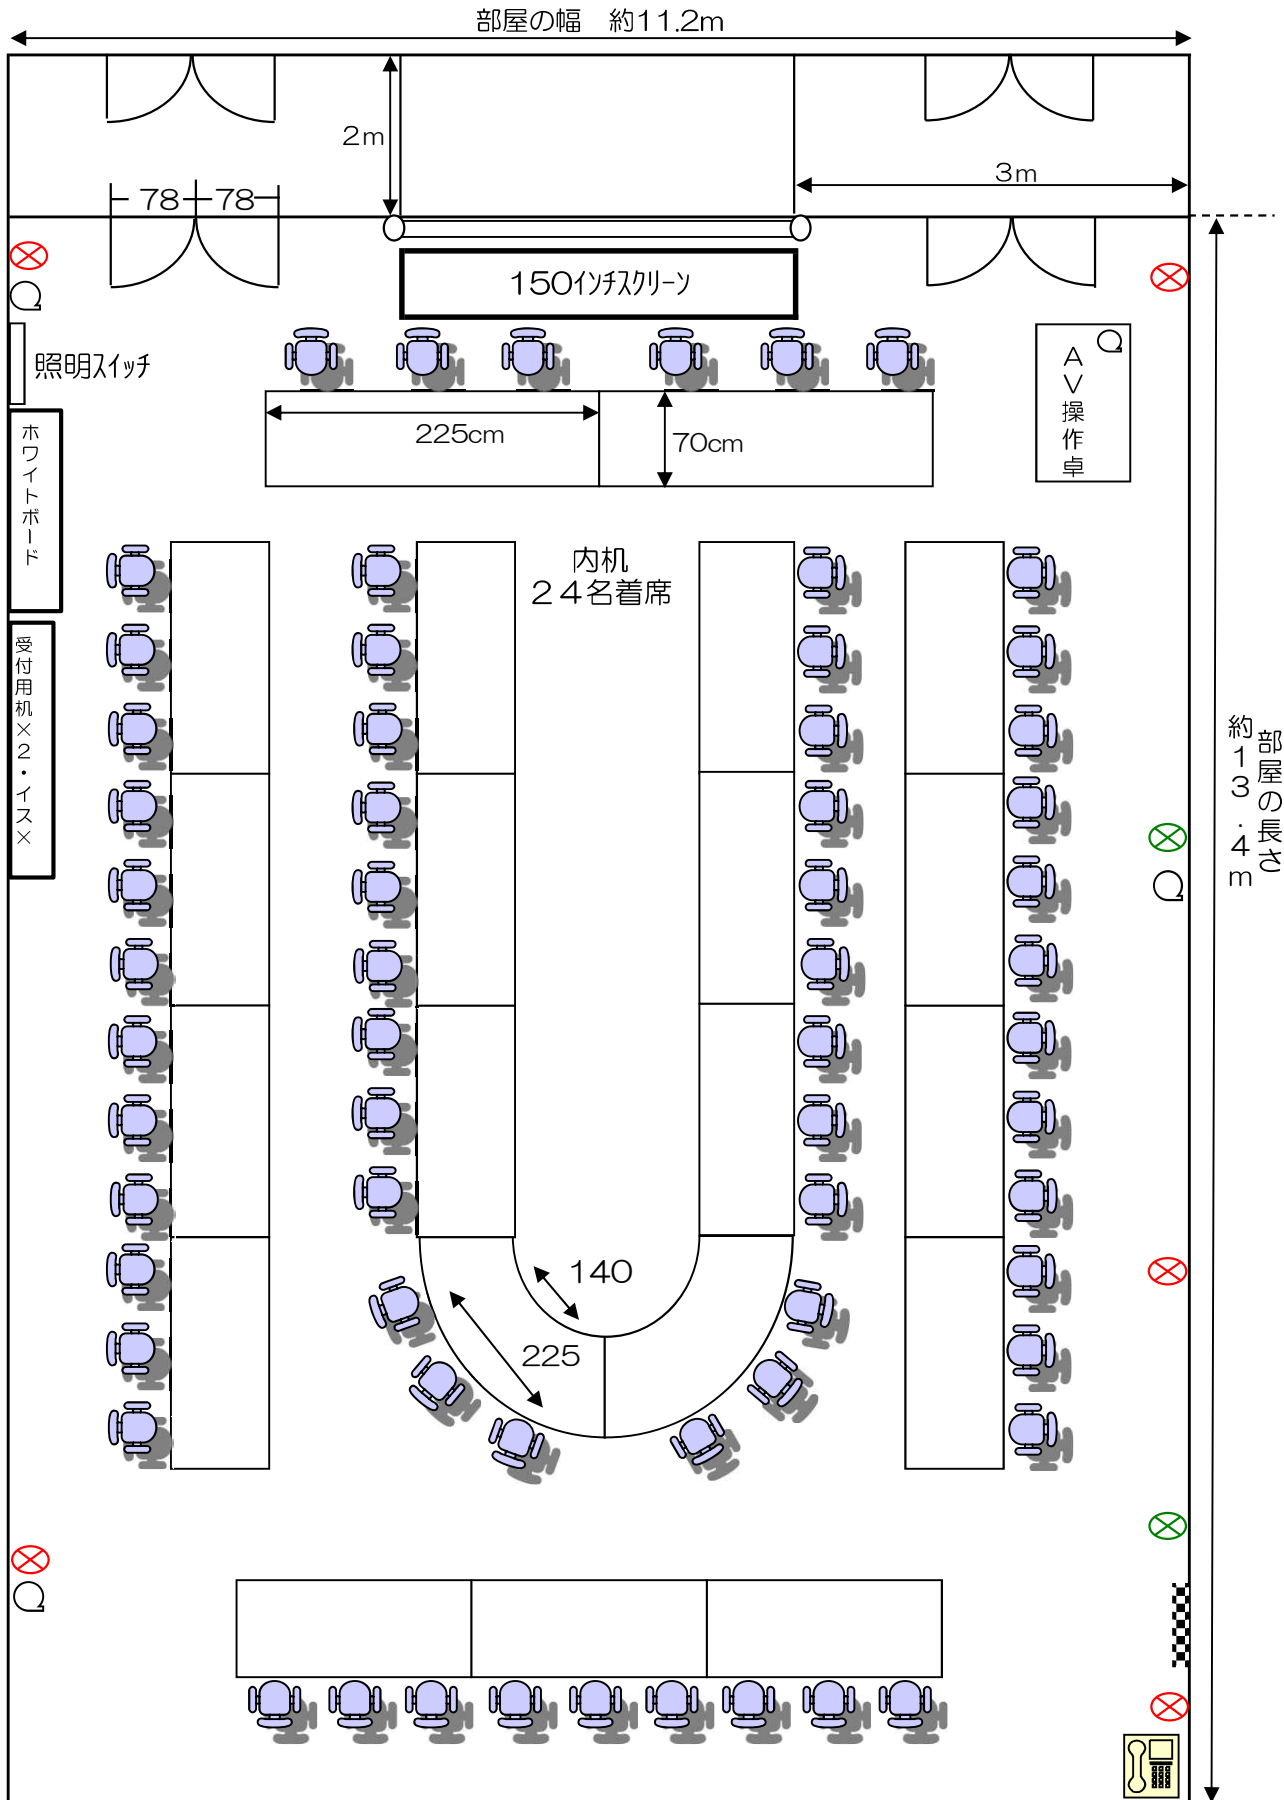 部屋の幅　約11.2m
2m
3m
78
78
150インチスクリーン
照明スイッチ
AV操作卓
225cm
70cm
ホワイトボード
内机
24名着席
受付用机×2・イス×
部屋の長さ
約13.4m
140
225